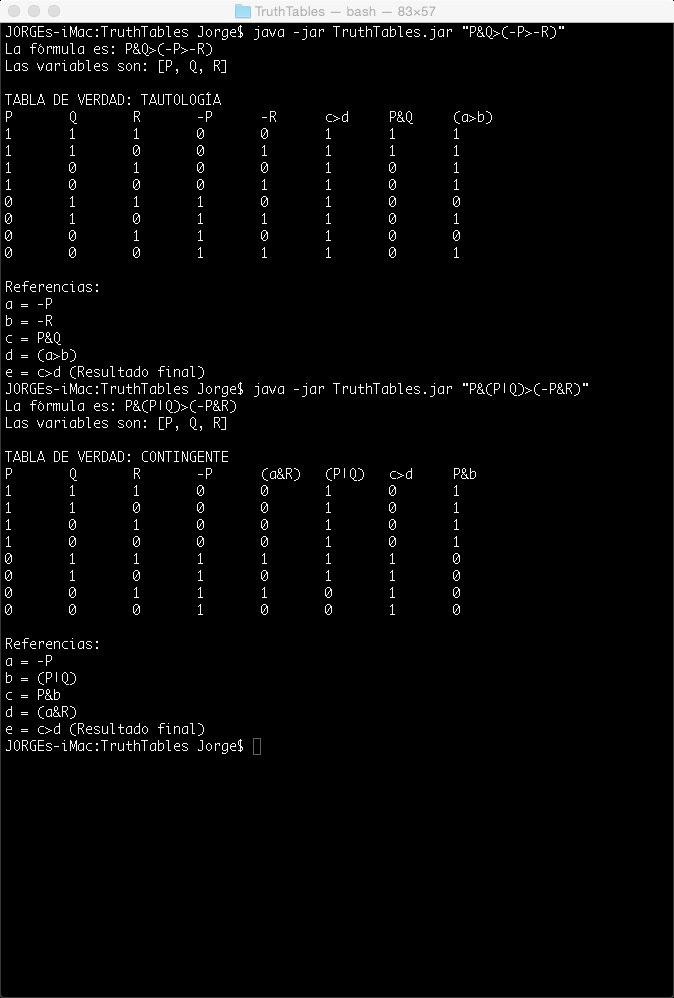 TruthTables — bash — 83×57
JORGEs-iMac:TruthTables Jorge$ java -jar TruthTables.jar "P&Q>(-P>-R)"
La fórmula es: P&Q>(-P>-R)
Las variables son: [P, Q, R]
TABLA DE VERDAD: TAUTOLOGÍA
P Q R -P -R c>d P&Q (a>b)
1 1 1 0 0 1 1 1
1 1 0 0 1 1 1 1
1 0 1 0 0 1 0 1
1 0 0 0 1 1 0 1
0 1 1 1 0 1 0 0
0 1 0 1 1 1 0 1
0 0 1 1 0 1 0 0
0 0 0 1 1 1 0 1
Referencias:
a = -P
b = -R
c = P&Q
d = (a>b)
e = c>d (Resultado final)
JORGEs-iMac:TruthTables Jorge$ java -jar TruthTables.jar "P&(P|Q)>(-P&R)"
La fórmula es: P&(P|Q)>(-P&R)
Las variables son: [P, Q, R]
TABLA DE VERDAD: CONTINGENTE
P Q R -P (a&R) (P|Q) c>d P&b
1 1 1 0 0 1 0 1
1 1 0 0 0 1 0 1
1 0 1 0 0 1 0 1
1 0 0 0 0 1 0 1
0 1 1 1 1 1 1 0
0 1 0 1 0 1 1 0
0 0 1 1 1 0 1 0
0 0 0 1 0 0 1 0
Referencias:
a = -P
b = (P|Q)
c = P&b
d = (a&R)
e = c>d (Resultado final)
JORGEs-iMac:TruthTables Jorge$